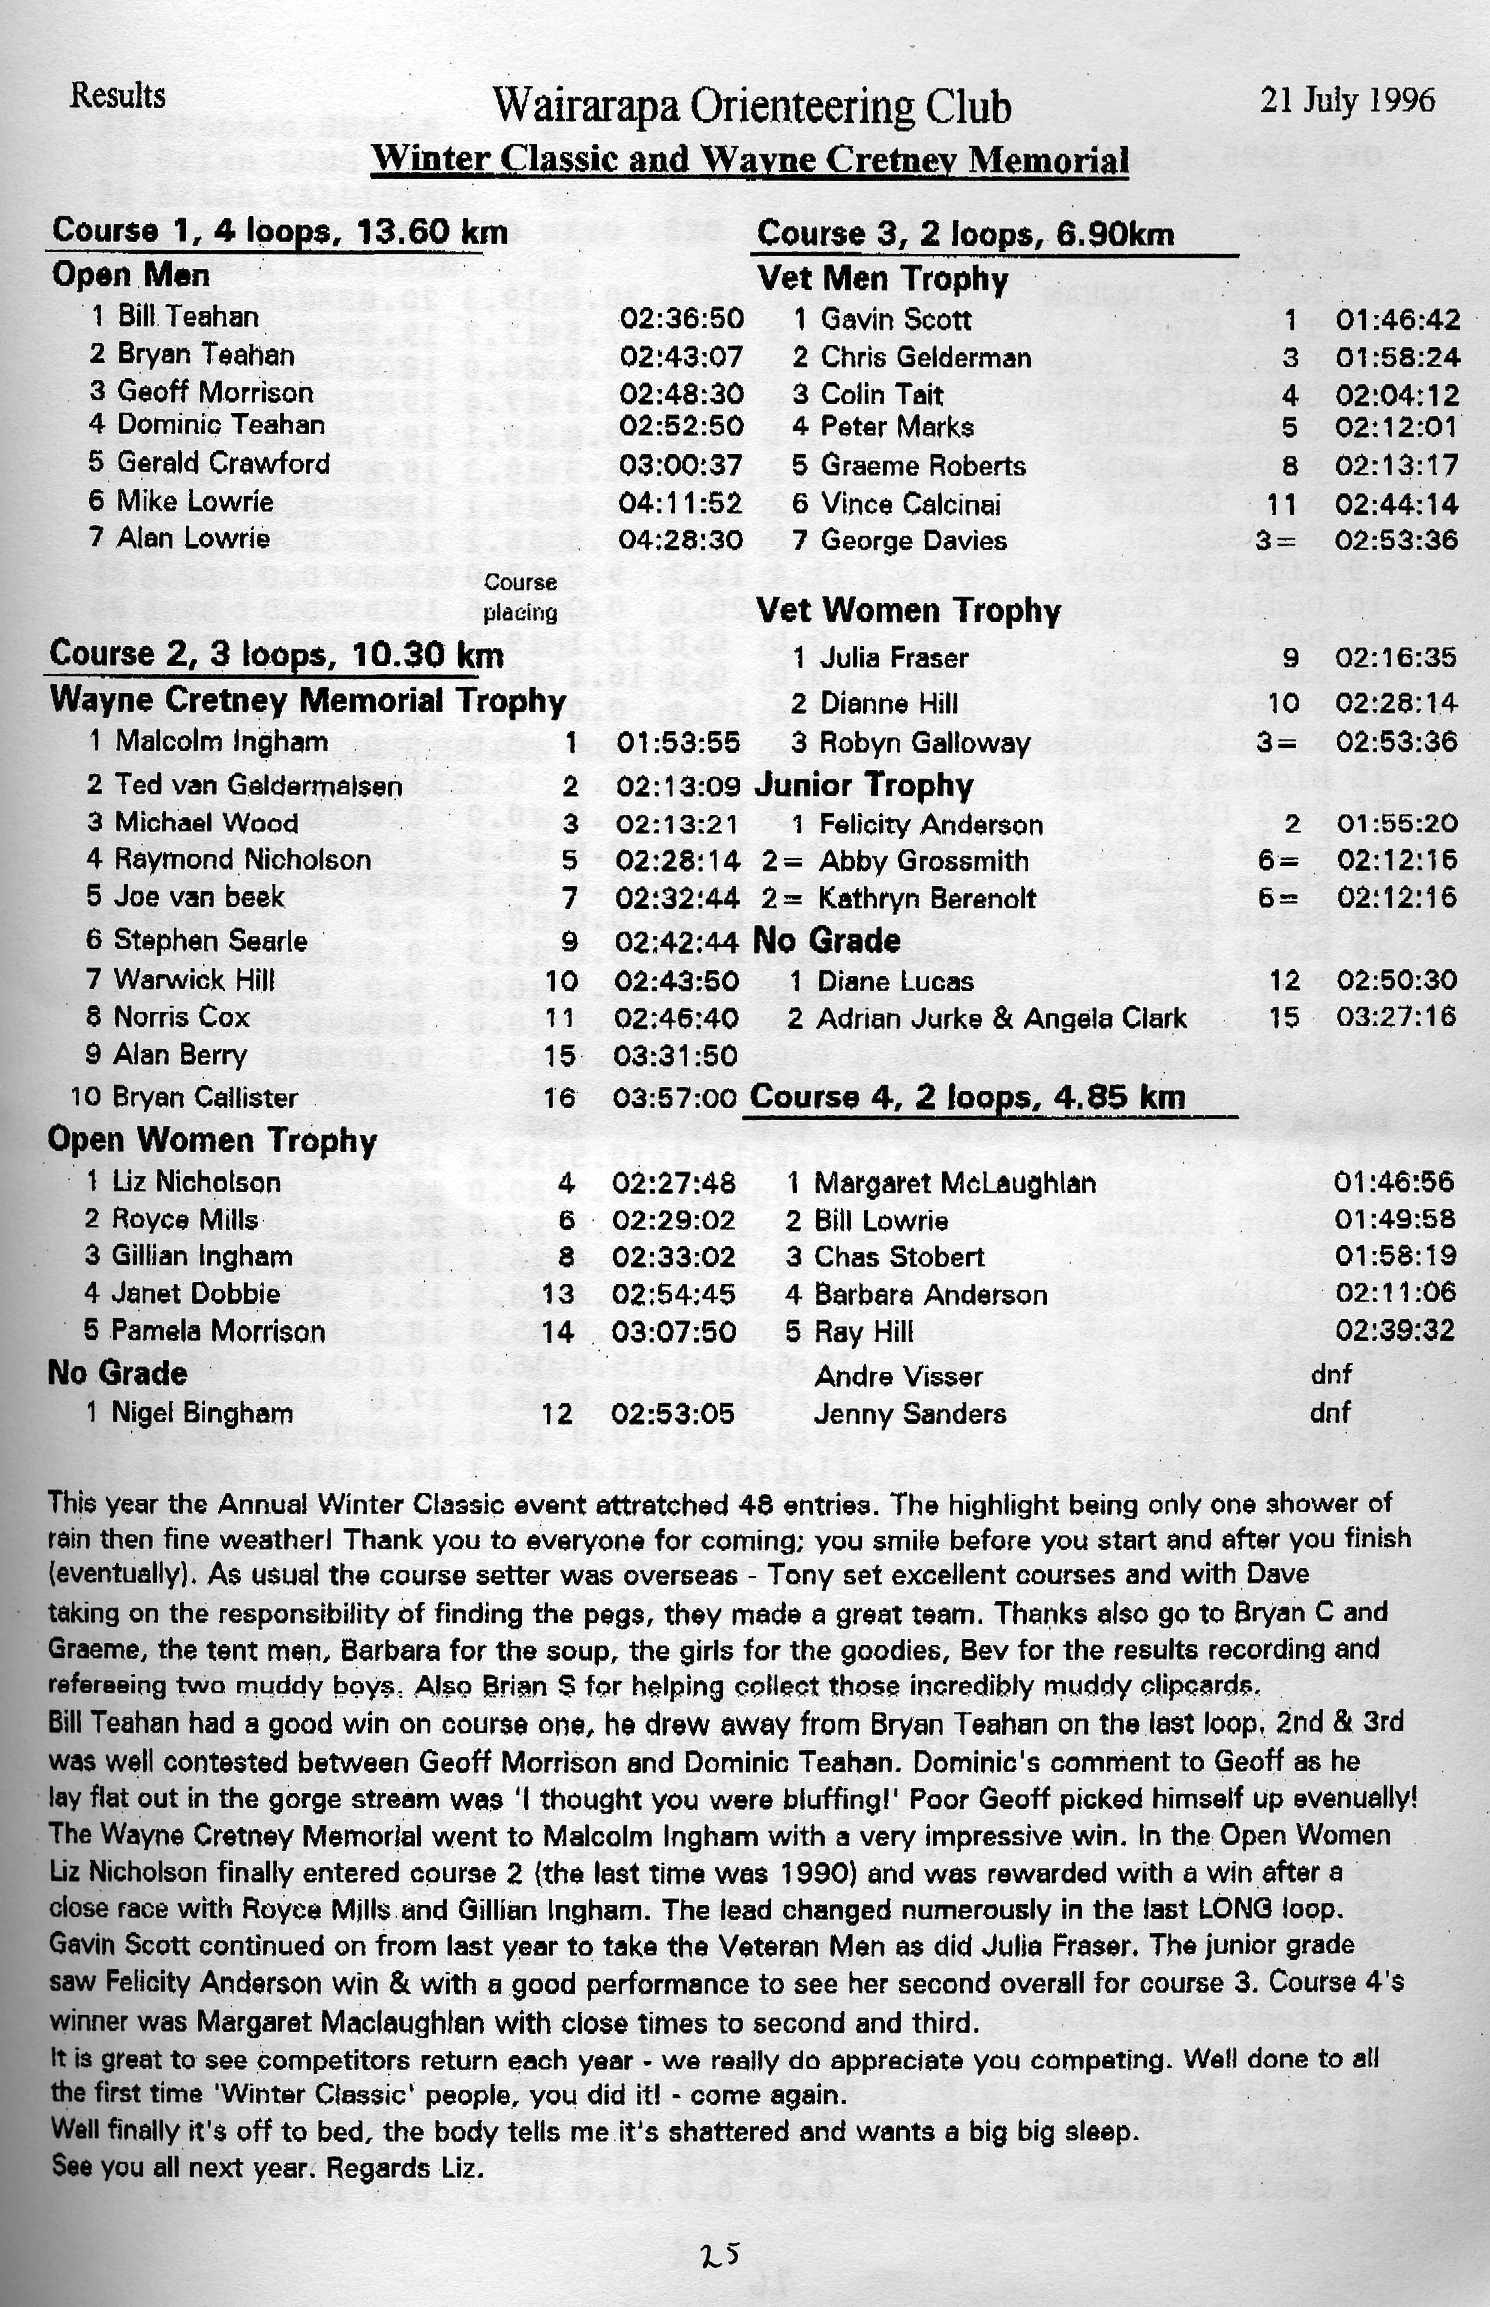 Results
Wairarapa Orienteering Club
21 July 1996
Winter Classic and Wayne Cretney Memorial
Course 1, 4 loops, 13.60 km
Open Men
1 Bill Teahan 02:36:50
2 Bryan Teahan 02:43:07
3 Geoff Morrison 02:48:30
4 Dominic Teahan 02:52:50
5 Gerald Crawford 03:00:37
6 Mike Lowrie 04:11:52
7 Alan Lowrie 04:28:30
Course
placing
Course 2, 3 loops, 10.30 km
Wayne Cretney Memorial Trophy
1 Malcolm Ingham 1 01:53:55
2 Ted van Geldermalsen 2 02:13:09
3 Michael Wood 3 02:13:21
4 Raymond Nicholson 5 02:28:14
5 Joe van beek 7 02:32:44
6 Stephen Searle 9 02:42:44
7 Warwick Hill 10 02:43:50
8 Norris Cox 11 02:46:40
9 Alan Berry 15 03:31:50
10 Bryan Callister 16 03:57:00
Open Women Trophy
1 Liz Nicholson 4 02:27:48
2 Royce Mills 6 02:29:02
3 Gillian Ingham 8 02:33:02
4 Janet Dobbie 13 02:54:45
5 Pamela Morrison 14 03:07:50
No Grade
1 Nigel Bingham 12 02:53:05
Course 3, 2 loops, 6.90km
Vet Men Trophy
1 Gavin Scott 1 01:46:42
2 Chris Gelderman 3 01:58:24
3 Colin Tait 4 02:04:12
4 Peter Marks 5 02:12:01
5 Graeme Roberts 8 02:13:17
6 Vince Calcinai 11 02:44:14
7 George Davies 3= 02:53:36
Vet Women Trophy
1 Julia Fraser 9 02:16:35
2 Dianne Hill 10 02:28:14
3 Robyn Galloway 3= 02:53:36
Junior Trophy
1 Felicity Anderson 2 01:55:20
2= Abby Grossmith 6= 02:12:16
2= Kathryn Berenolt 6= 02:12:16
No Grade
1 Diane Lucas 12 02:50:30
2 Adrian Jurke & Angela Clark 15 03:27:16
Course 4, 2 loops, 4.85 km
1 Margaret McLaughlan 01:46:56
2 Bill Lowrie 01:49:58
3 Chas Stobert 01:58:19
4 Barbara Anderson 02:11:06
5 Ray Hill 02:39:32
Andre Visser dnf
Jenny Sanders dnf
This year the Annual Winter Classic event attratched 48 entries. The highlight being only one shower of
rain then fine weather! Thank you to everyone for coming; you smile before you start and after you finish
(eventually). As usual the course setter was overseas - Tony set excellent courses and with Dave
taking on the responsibility of finding the pegs, they made a great team. Thanks also go to Bryan C and
Graeme, the tent men, Barbara for the soup, the girls for the goodies, Bev for the results recording and
refereeing two muddy boys. Also Brian S for helping collect those incredibly muddy clipcards.
Bill Teahan had a good win on course one, he drew away from Bryan Teahan on the last loop, 2nd & 3rd
was well contested between Geoff Morrison and Dominic Teahan. Dominic's comment to Geoff as he
lay flat out in the gorge stream was 'I thought you were bluffing!' Poor Geoff picked himself up evenually!
The Wayne Cretney Memorial went to Malcolm Ingham with a very impressive win. In the Open Women
Liz Nicholson finally entered course 2 (the last time was 1990) and was rewarded with a win after a
close race with Royce Mills and Gillian Ingham. The lead changed numerously in the last LONG loop.
Gavin Scott continued on from last year to take the Veteran Men as did Julia Fraser. The junior grade
saw Felicity Anderson win & with a good performance to see her second overall for course 3. Course 4's
winner was Margaret Maclaughlan with close times to second and third.
It is great to see competitors return each year - we really do appreciate you competing. Well done to all
the first time 'Winter Classic' people, you did it! - come again.
Well finally it's off to bed, the body tells me it's shattered and wants a big big sleep.
See you all next year. Regards Liz.
25